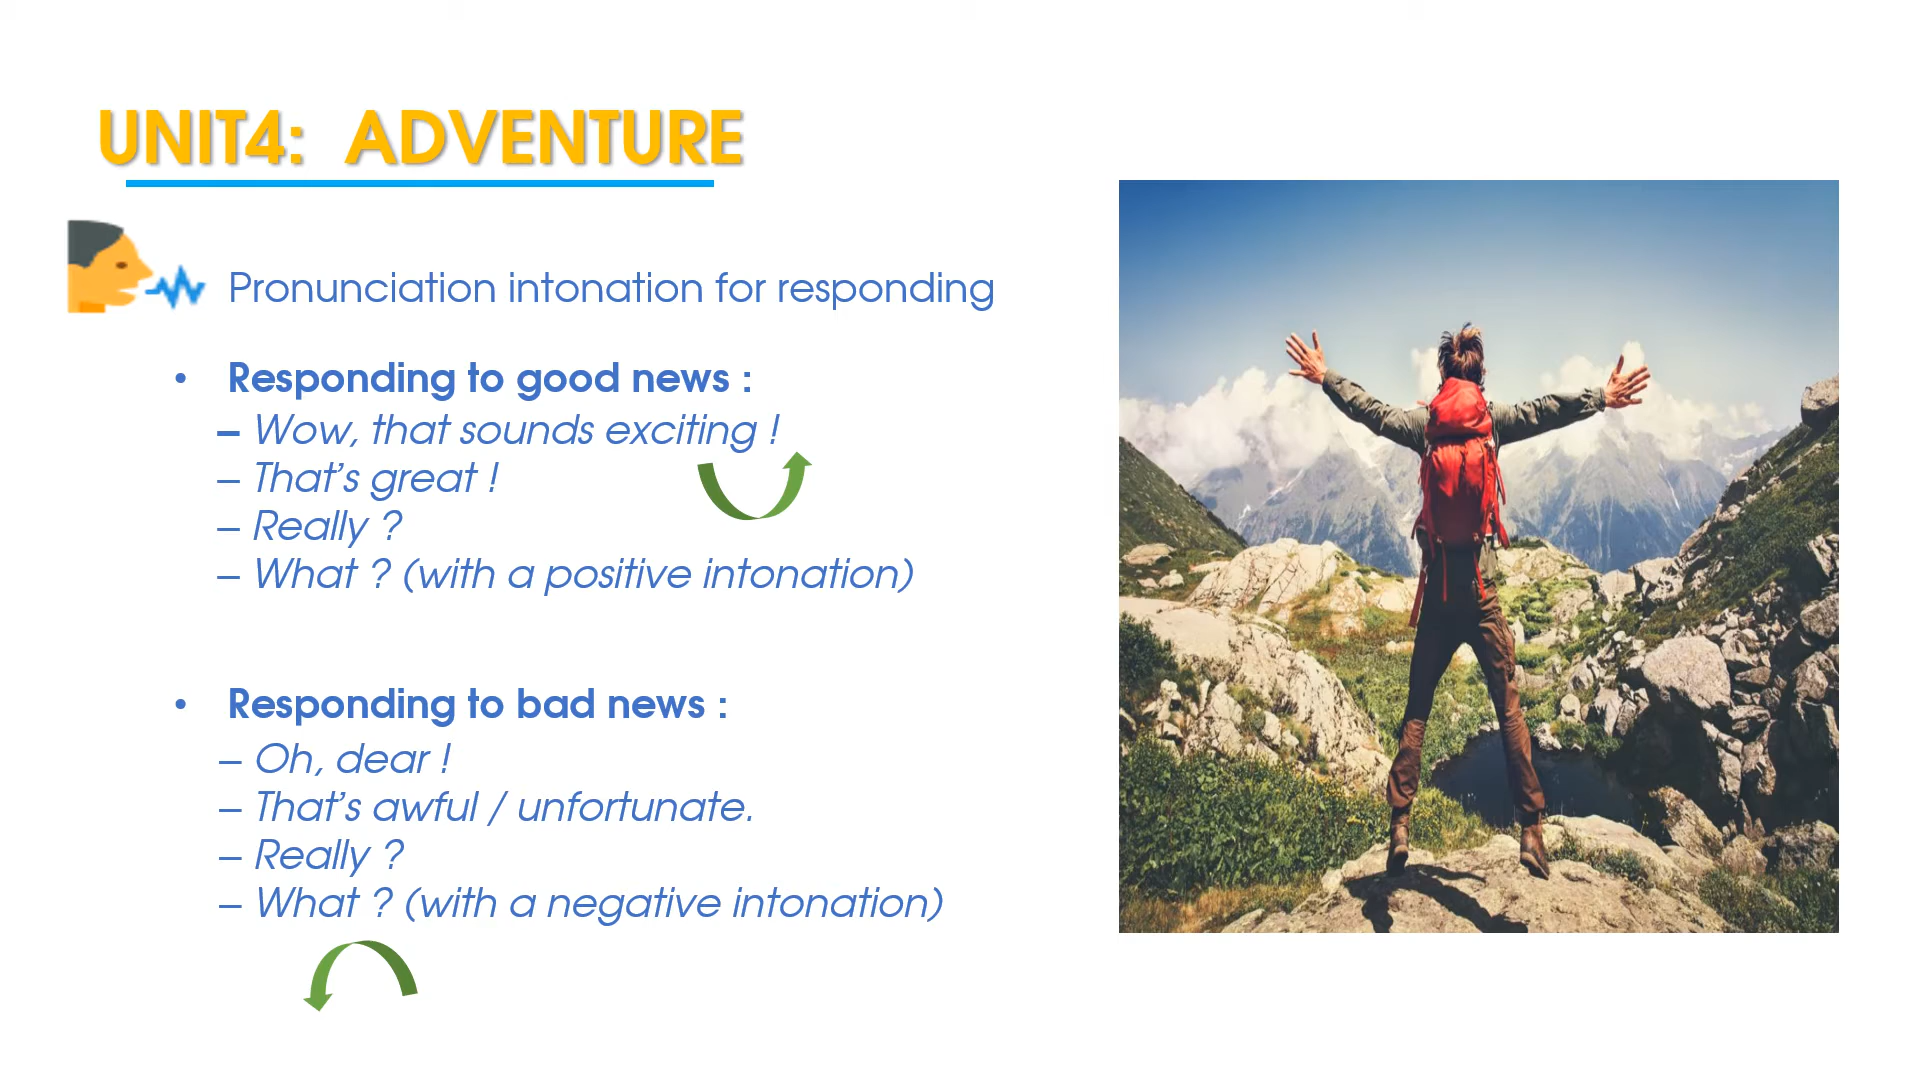 UNIT4: ADVENTURE
Pronunciation intonation for responding
• Responding to good news :
– Wow, that sounds exciting !
– That’s great !
– Really ?
– What ? (with a positive intonation)
• Responding to bad news :
– Oh, dear !
– That’s awful / unfortunate.
– Really ?
– What ? (with a negative intonation)